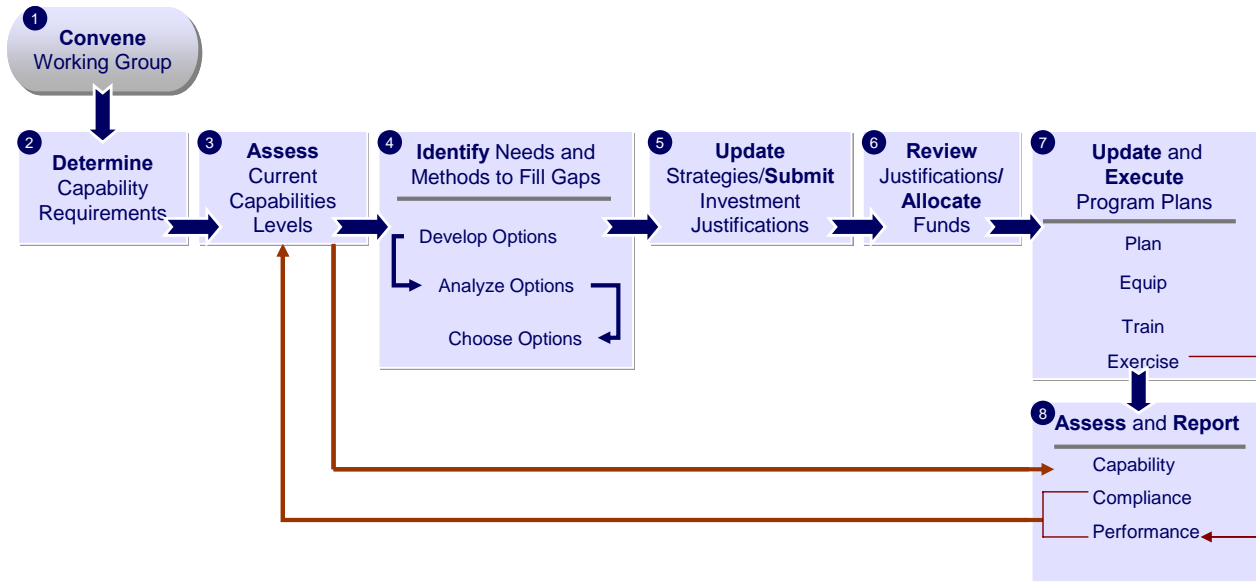 1
Convene
Working Group
2
Determine
Capability
Requirements
3
Assess
Current
Capabilities
Levels
4
Identify Needs and
Methods to Fill Gaps
Develop Options
Analyze Options
Choose Options
5
Update
Strategies/Submit
Investment
Justifications
6
Review
Justifications/
Allocate
Funds
7
Update and
Execute
Program Plans
Plan
Equip
Train
Exercise
8
Assess and Report
Capability
Compliance
Performance